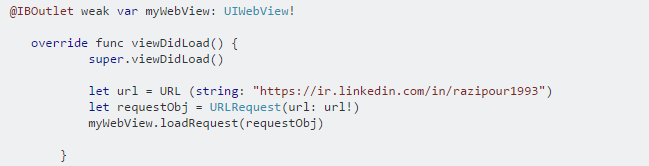 @IBOutlet weak var myWebView: UIWebView!
override func viewDidLoad() {
super.viewDidLoad()
let url = URL (string: "https://ir.linkedin.com/in/razipour1993")
let requestObj = URLRequest(url: url!)
myWebView.loadRequest(requestObj)
}